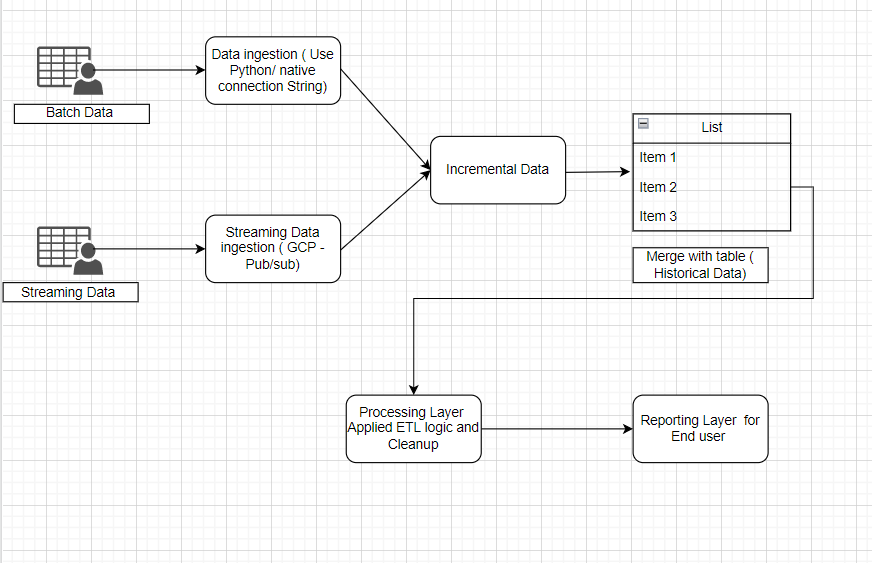 Data ingestion ( Use
Python/ native
connection String)
Batch Data
Incremental Data
List
Item 1
Item 2
Item 3
Streaming Data
ingestion ( GCP -
Pub/sub)
Streaming Data
Merge with table (
Historical Data)
Processing Layer
Applied ETL logic and
Cleanup
Reporting Layer  for
End user